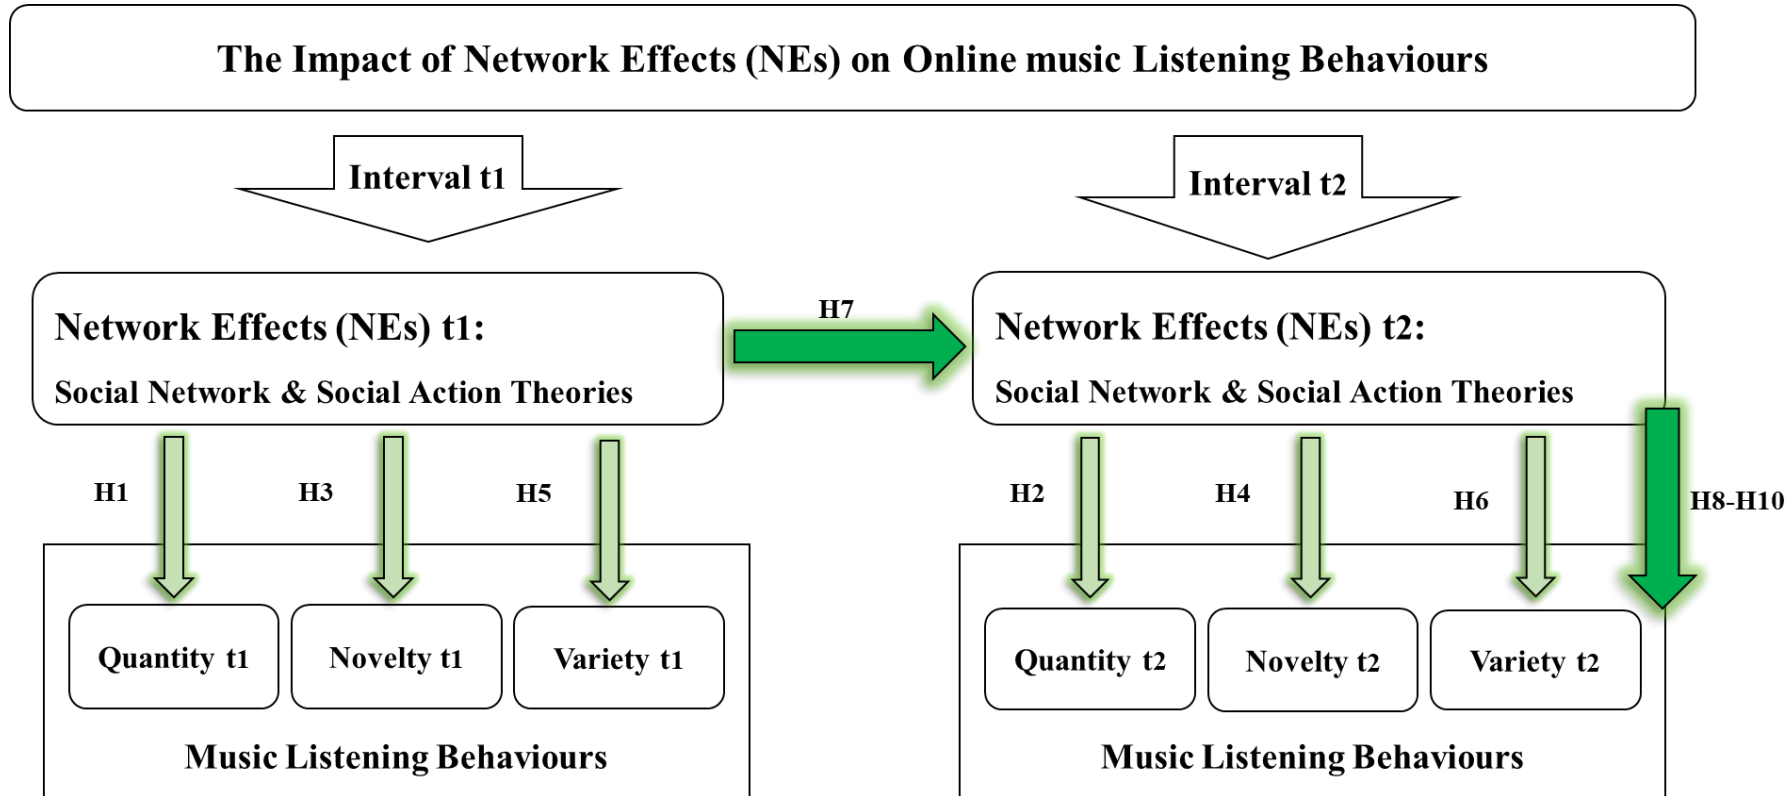 The Impact of Network Effects (NEs) on Online music Listening Behaviours
Interval t1
Interval t2
Network Effects (NEs) t1:
Social Network & Social Action Theories
H7
Network Effects (NEs) t2:
Social Network & Social Action Theories
H1
H3
H5
H2
H4
H6
H8-H10
Quantity t1
Novelty t1
Variety t1
Music Listening Behaviours
Quantity t2
Novelty t2
Variety t2
Music Listening Behaviours